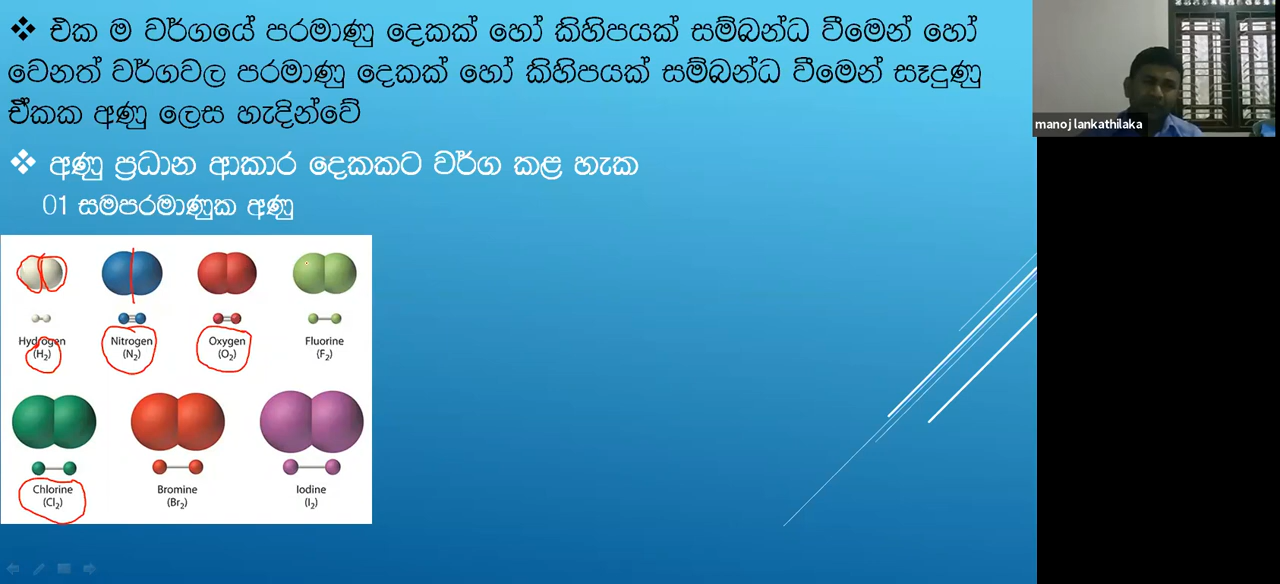 ❖ එක ම වර්ගයේ පරමාණු දෙකක් හෝ කිහිපයක් සම්බන්ධ වීමෙන් හෝ
වෙනත් වර්ගවල පරමාණු දෙකක් හෝ කිහිපයක් සම්බන්ධ වීමෙන් සෑදුණු
ඒකක අණු ලෙස හැඳින්වේ
❖ අණු ප්‍රධාන ආකාර දෙකකට වර්ග කළ හැක
01 සමපරමාණුක අණු
manoj lankathilaka
Hydrogen Nitrogen Oxygen Fluorine
(H₂) (N₂) (O₂) (F₂)
Chlorine Bromine Iodine
(Cl₂) (Br₂) (I₂)